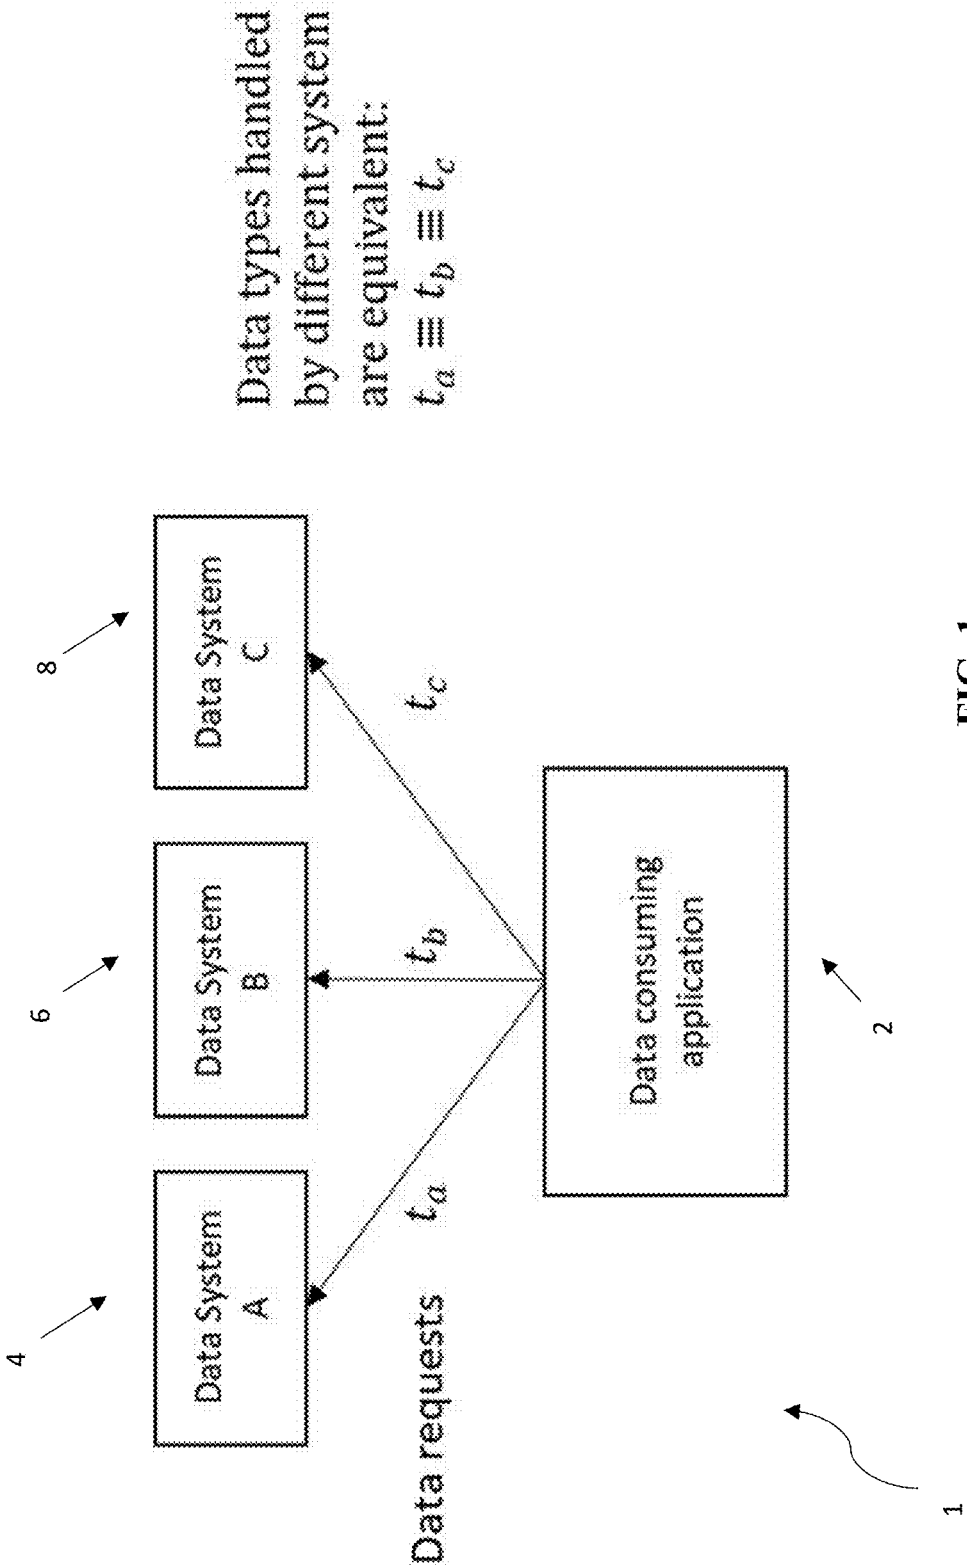 4
6
8
Data System
A
Data System
B
Data System
C
Data types handled
by different system
are equivalent:
t_a ≡ t_b ≡ t_c
Data requests
t_a
t_b
t_c
Data consuming
application
1
2
FIG. 1